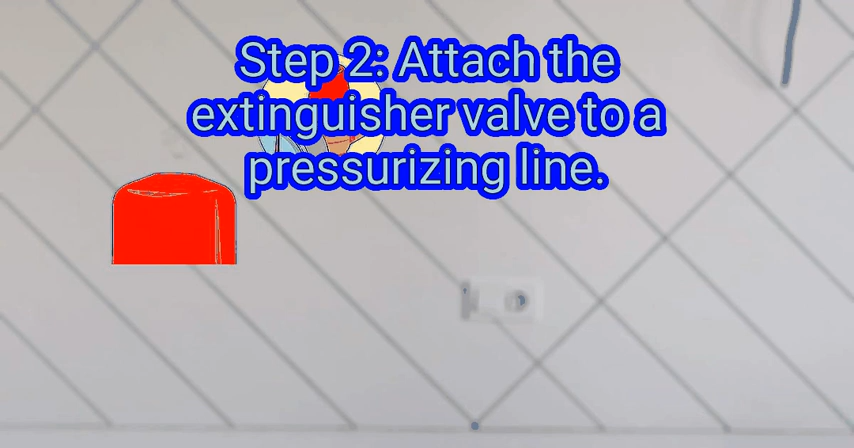 Step 2: Attach the
extinguisher valve to a
pressurizing line.